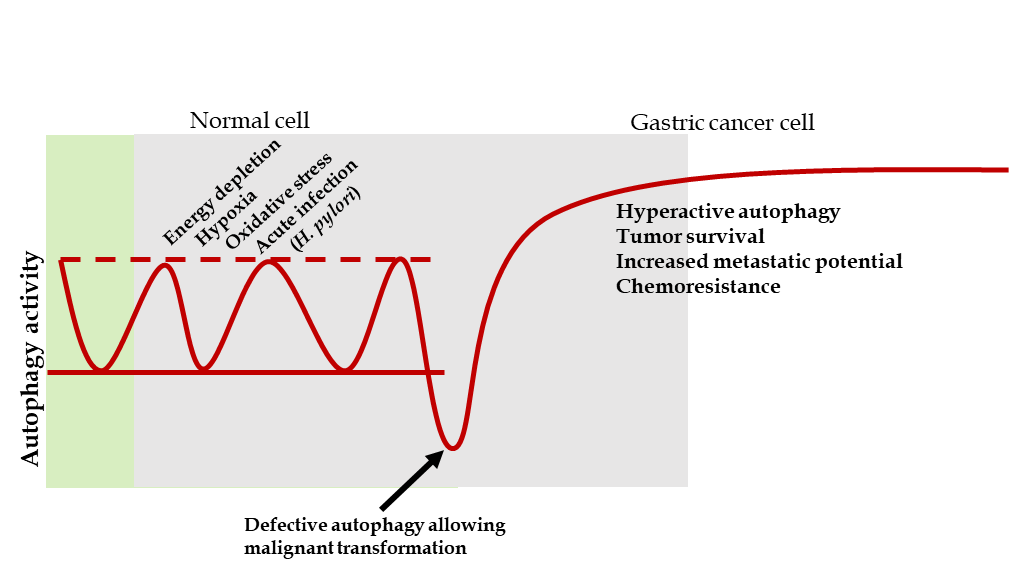 Normal cell
Gastric cancer cell
Energy depletion
Hypoxia
Oxidative stress
Acute infection
(H. pylori)
Autophagy activity
Hyperactive autophagy
Tumor survival
Increased metastatic potential
Chemoresistance
Defective autophagy allowing
malignant transformation